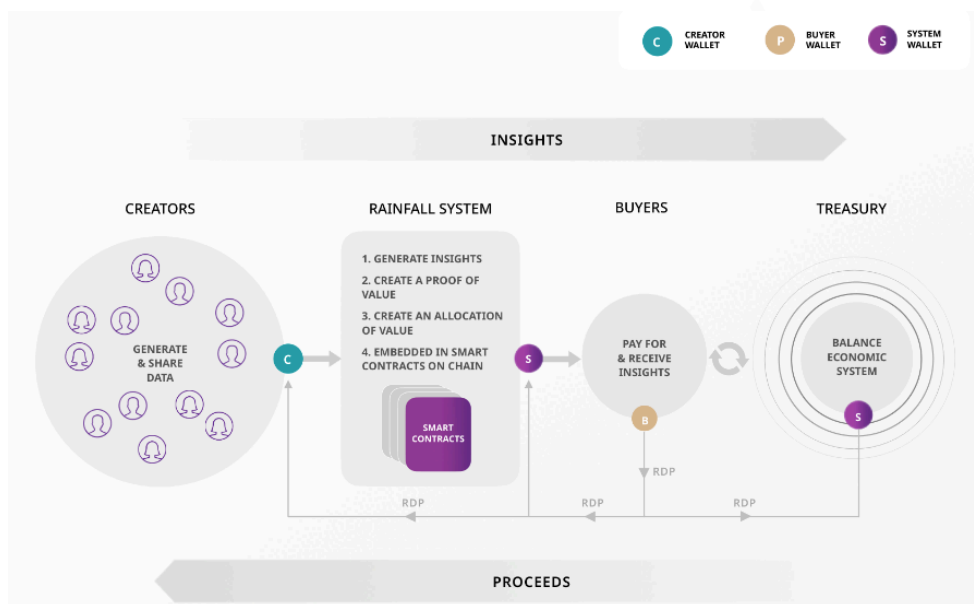 C
CREATOR
WALLET
P
BUYER
WALLET
S
SYSTEM
WALLET
INSIGHTS
CREATORS
RAINFALL SYSTEM
BUYERS
TREASURY
GENERATE
& SHARE
DATA
C
1. GENERATE INSIGHTS
2. CREATE A PROOF OF
VALUE
3. CREATE AN ALLOCATION
OF VALUE
4. EMBEDDED IN SMART
CONTRACTS ON CHAIN
SMART
CONTRACTS
S
PAY FOR
& RECEIVE
INSIGHTS
B
BALANCE
ECONOMIC
SYSTEM
S
RDP
RDP
RDP
RDP
PROCEEDS